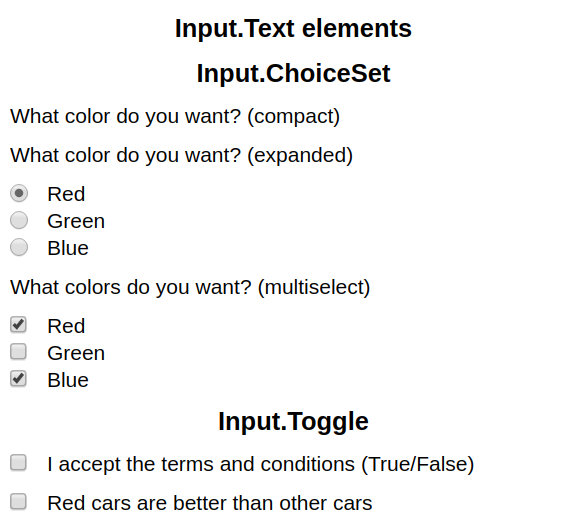 Input.Text elements
Input.ChoiceSet
What color do you want? (compact)
What color do you want? (expanded)
Red
Green
Blue
What colors do you want? (multiselect)
Red
Green
Blue
Input.Toggle
I accept the terms and conditions (True/False)
Red cars are better than other cars